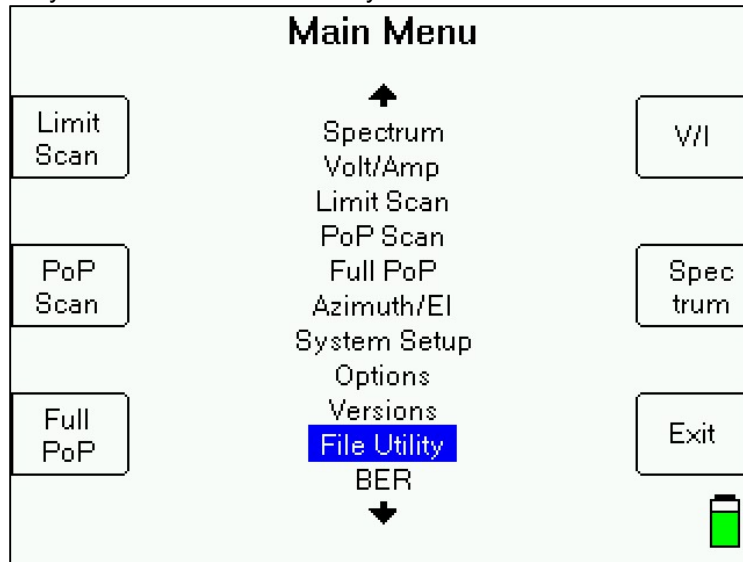 Main Menu
Limit
Scan
PoP
Scan
Full
PoP
Spectrum
Volt/Amp
Limit Scan
PoP Scan
Full PoP
Azimuth/El
System Setup
Options
Versions
File Utility
BER
V/I
Spec
trum
Exit